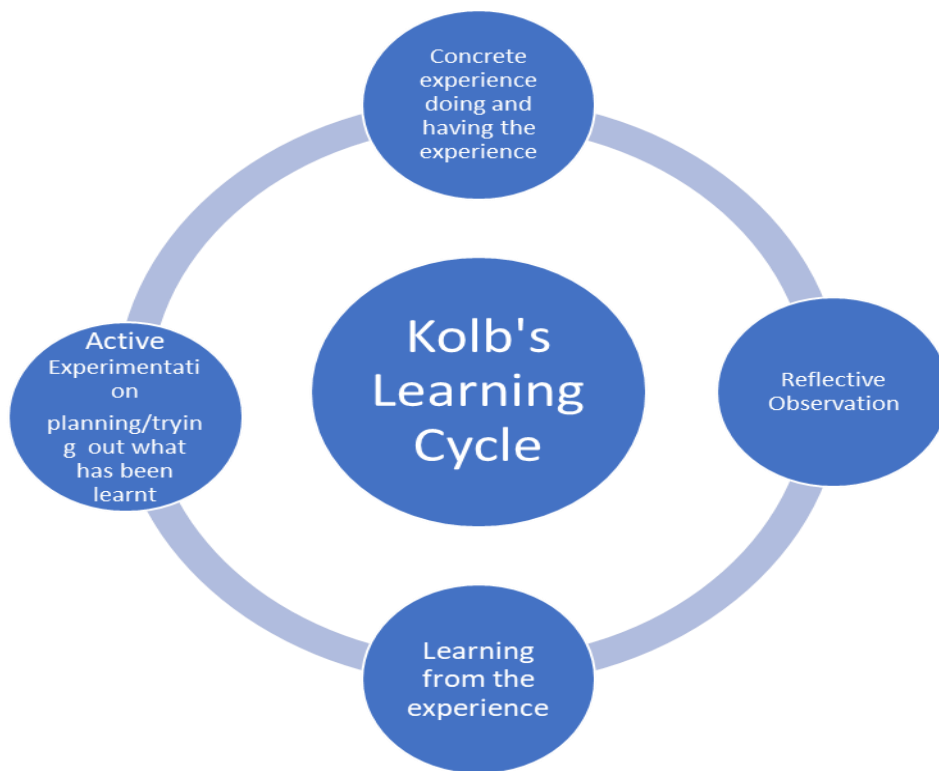 Concrete
experience
doing and
having the
experience
Kolb's
Learning
Cycle
Reflective
Observation
Learning
from the
experience
Active
Experimentati
on
planning/tryin
g out what
has been
learnt